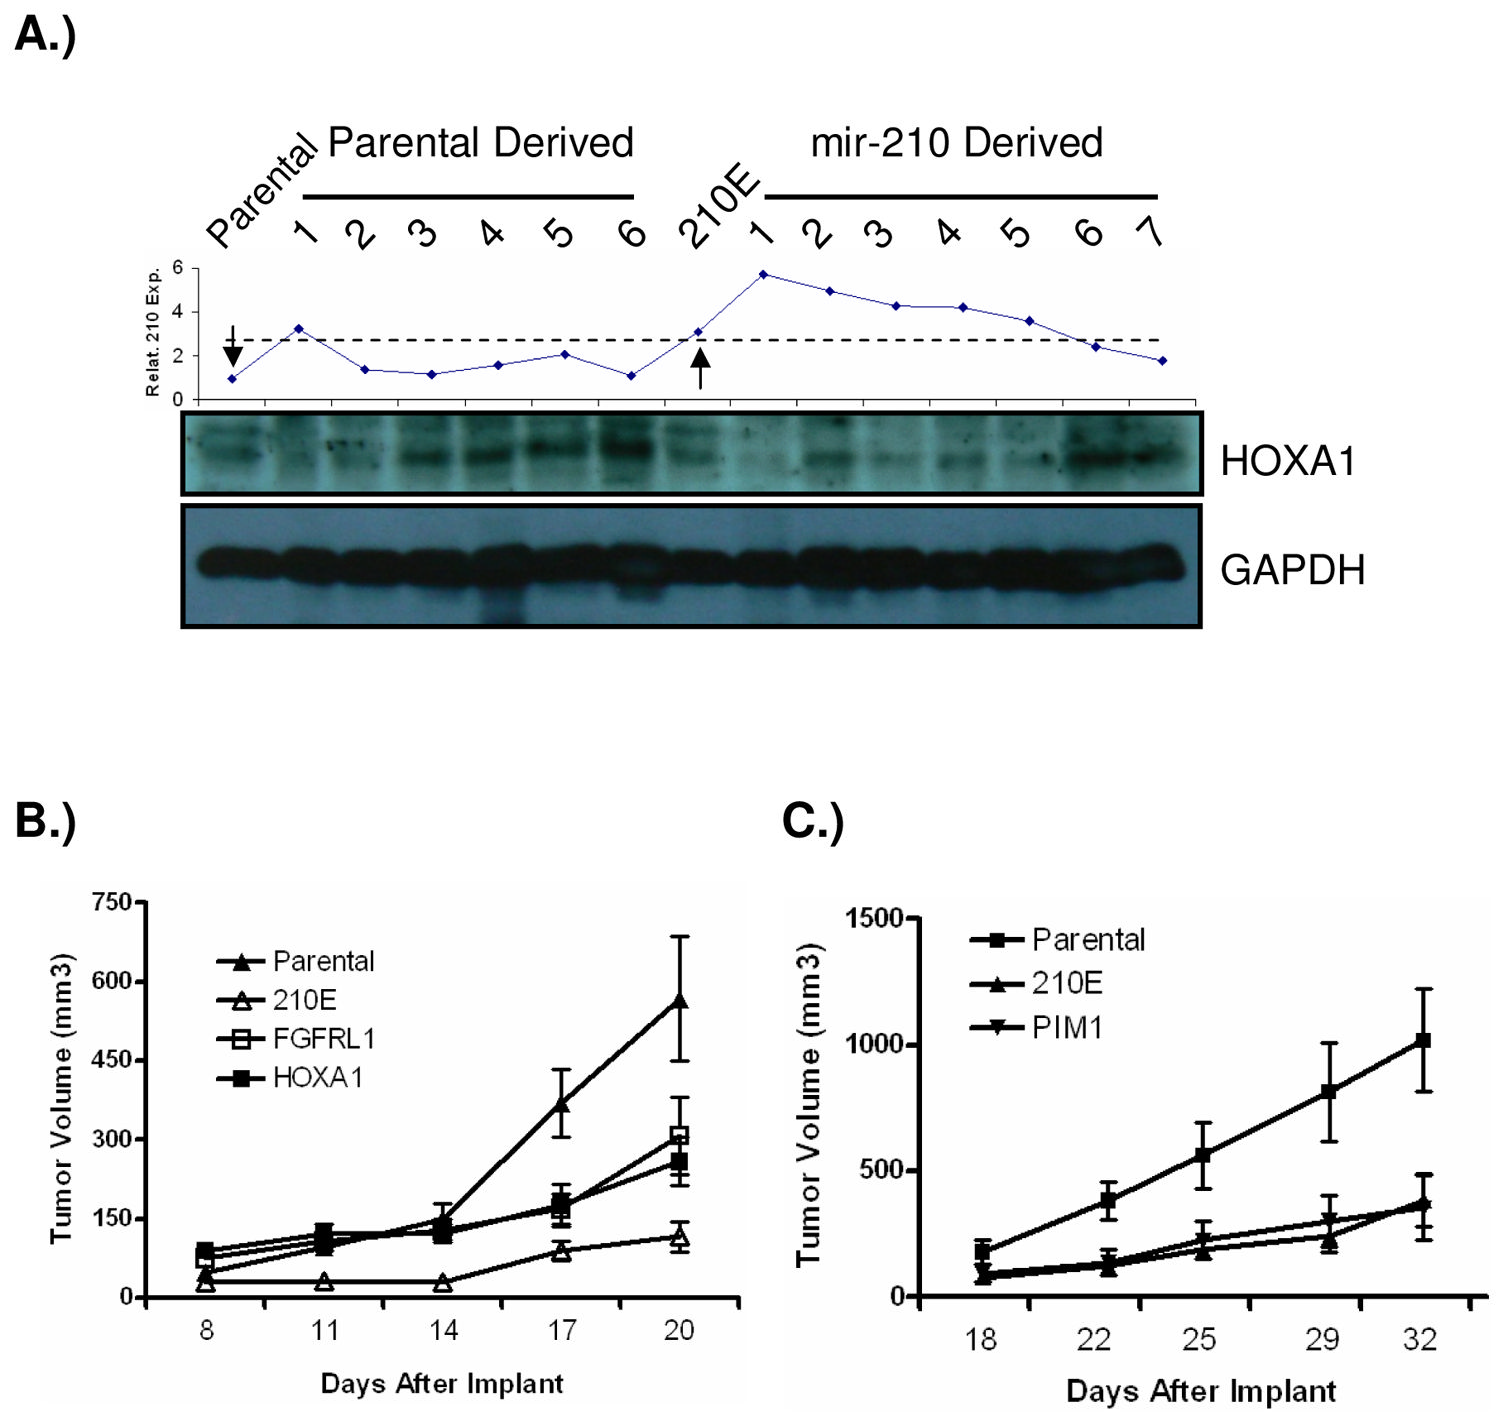 A.)
Parental
Parental Derived
210E
mir-210 Derived
1 2 3 4 5 6
1 2 3 4 5 6 7
Relat. 210 Exp.
6
4
2
0
HOXA1
GAPDH
B.)
Tumor Volume (mm3)
750
600
450
300
150
0
Parental
210E
FGFRL1
HOXA1
8 11 14 17 20
Days After Implant
C.)
Tumor Volume (mm3)
1500
1000
500
0
Parental
210E
PIM1
18 22 25 29 32
Days After Implant